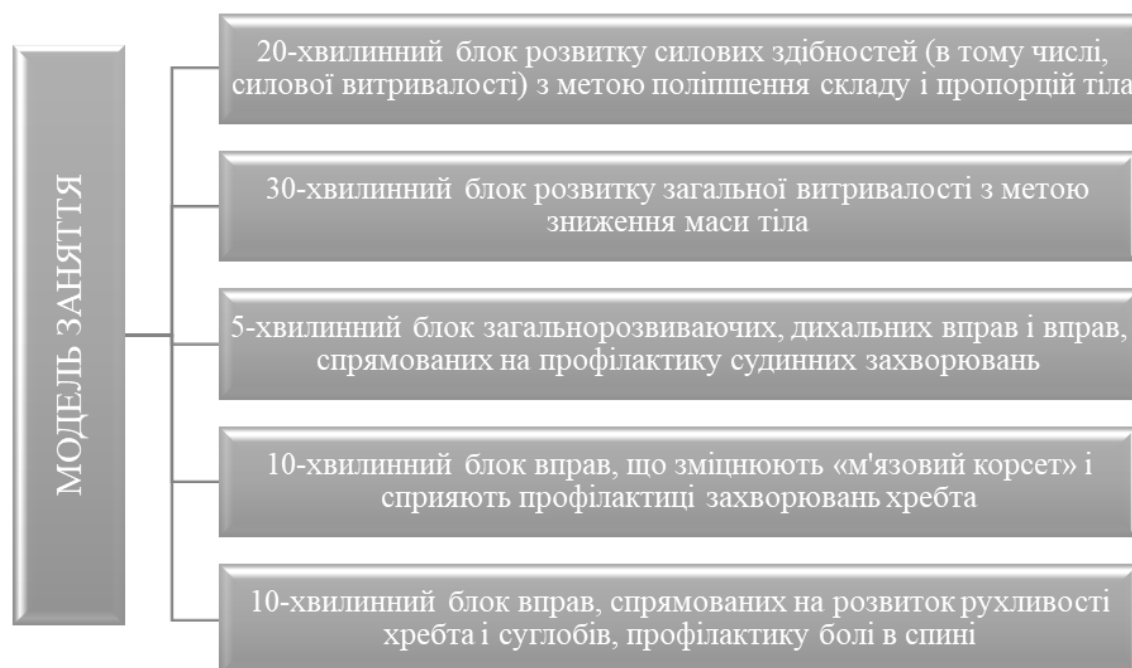 МОДЕЛЬ ЗАНЯТТЯ
20-хвилинний блок розвитку силових здібностей (в тому числі,
силової витривалості) з метою поліпшення складу і пропорцій тіла
30-хвилинний блок розвитку загальної витривалості з метою
зниження маси тіла
5-хвилинний блок загальнорозвиваючих, дихальних вправ і вправ,
спрямованих на профілактику судинних захворювань
10-хвилинний блок вправ, що зміцнюють «м'язовий корсет» і
сприяють профілактиці захворювань хребта
10-хвилинний блок вправ, спрямованих на розвиток рухливості
хребта і суглобів, профілактику болі в спині